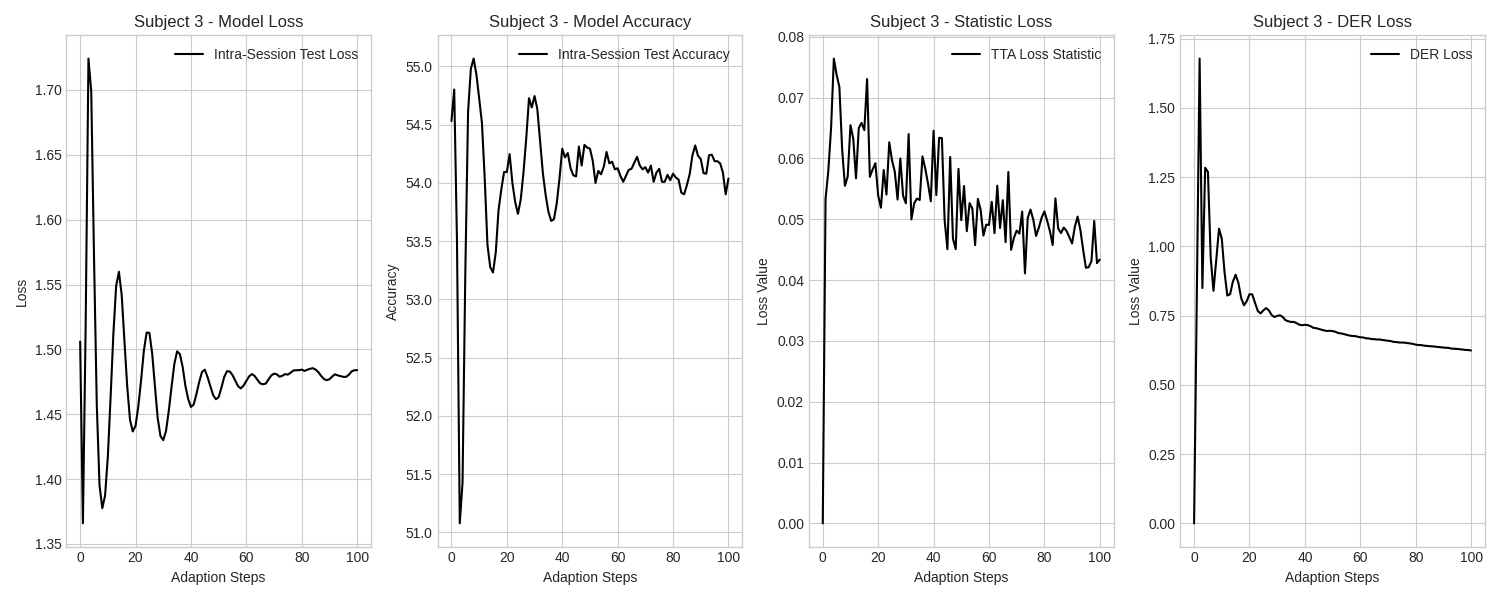 Subject 3 - Model Loss
Intra-Session Test Loss
Loss
1.70
1.65
1.60
1.55
1.50
1.45
1.40
1.35
0 20 40 60 80 100
Adaption Steps
Subject 3 - Model Accuracy
Intra-Session Test Accuracy
Accuracy
55.0
54.5
54.0
53.5
53.0
52.5
52.0
51.5
51.0
0 20 40 60 80 100
Adaption Steps
Subject 3 - Statistic Loss
TTA Loss Statistic
Loss Value
0.08
0.07
0.06
0.05
0.04
0.03
0.02
0.01
0.00
0 20 40 60 80 100
Adaption Steps
Subject 3 - DER Loss
DER Loss
Loss Value
1.75
1.50
1.25
1.00
0.75
0.50
0.25
0.00
0 20 40 60 80 100
Adaption Steps